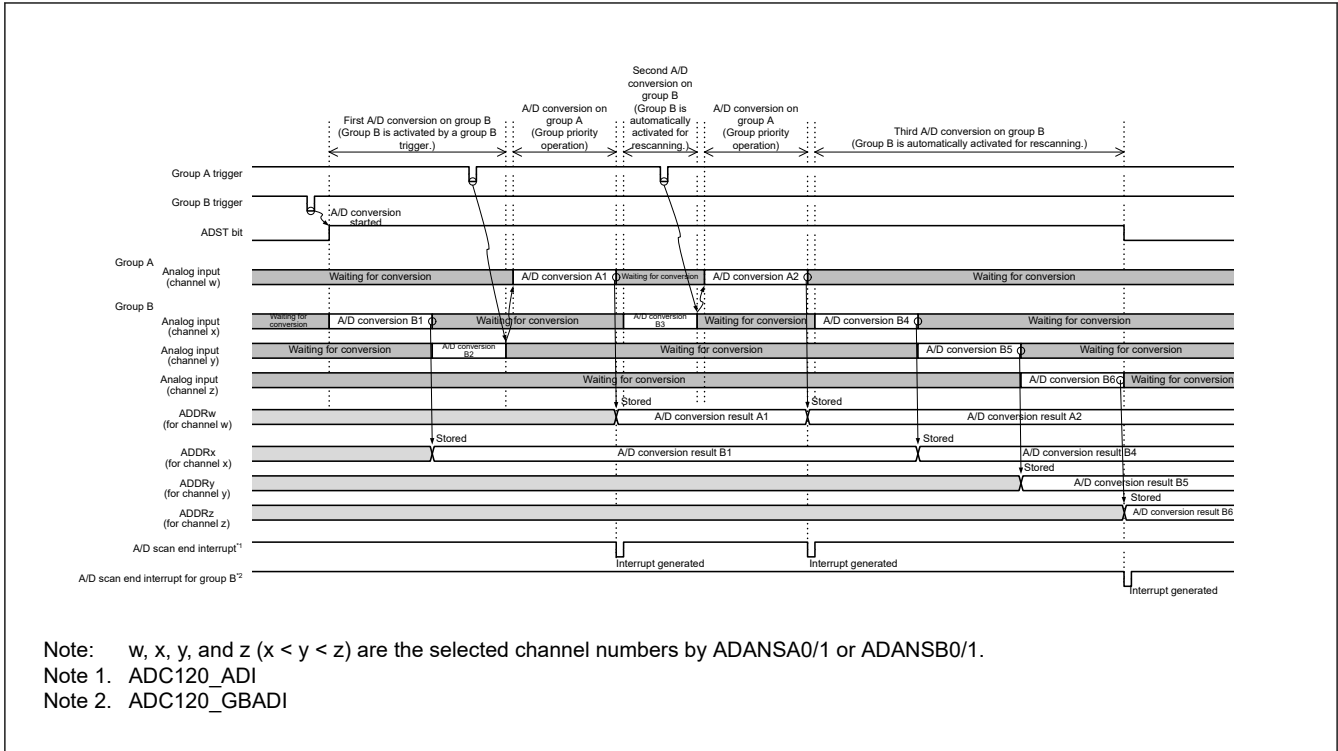 Second A/D
conversion on
group B
(Group B is
automatically
activated for
rescanning.)
First A/D conversion on group B
(Group B is activated by a group B
trigger.)
A/D conversion on
group A
(Group priority
operation)
A/D conversion on
group A
(Group priority
operation)
Third A/D conversion on group B
(Group B is automatically activated for rescanning.)
Group A trigger
Group B trigger
A/D conversion
started
ADST bit
Group A
Analog input
(channel w)
Waiting for conversion
A/D conversion A1
Waiting for conversion
A/D conversion A2
Waiting for conversion
Group B
Analog input
(channel x)
Waiting for
conversion
A/D conversion B1
Waiting for conversion
A/D conversion
B3
Waiting for conversion
A/D conversion B4
Waiting for conversion
Analog input
(channel y)
Waiting for conversion
A/D conversion
B2
Waiting for conversion
A/D conversion B5
Waiting for conversion
Analog input
(channel z)
Waiting for conversion
A/D conversion B6
Waiting for conversion
Stored
Stored
ADDRw
(for channel w)
A/D conversion result A1
A/D conversion result A2
Stored
Stored
ADDRx
(for channel x)
A/D conversion result B1
A/D conversion result B4
Stored
ADDRy
(for channel y)
A/D conversion result B5
Stored
ADDRz
(for channel z)
A/D conversion result B6
A/D scan end interrupt*1
Interrupt generated
Interrupt generated
A/D scan end interrupt for group B*2
Interrupt generated
Note: w, x, y, and z (x < y < z) are the selected channel numbers by ADANSA0/1 or ADANSB0/1.
Note 1. ADC120_ADI
Note 2. ADC120_GBADI